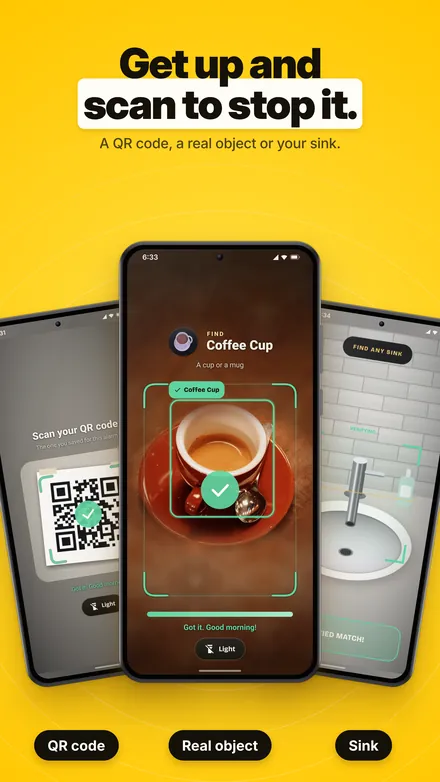 Get up and
scan to stop it.
A QR code, a real object or your sink.
6:33
FIND
Coffee Cup
A cup or a mug
Coffee Cup
Got it. Good morning!
Light
31
Scan your QR code
Light
34
FIND ANY SINK
MATCH!
QR code
Real object
Sink